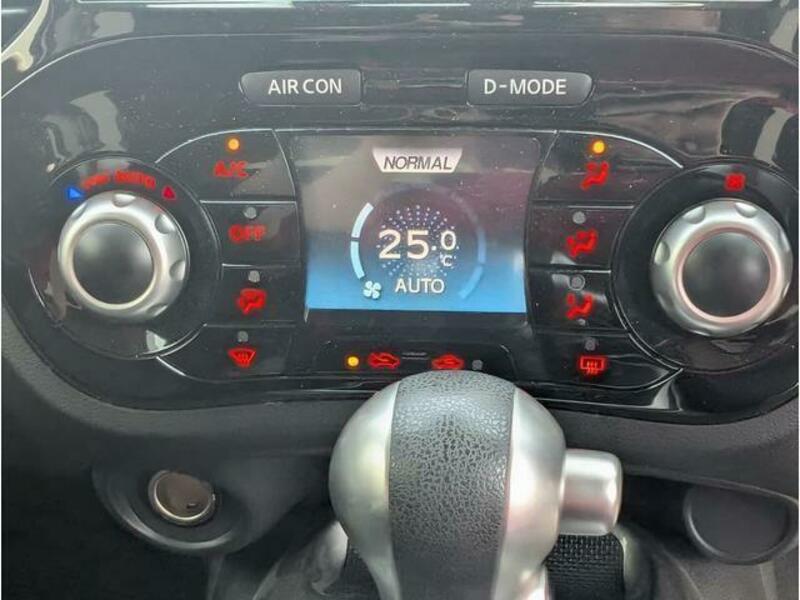 AIR CON
D-MODE
A/C
NORMAL
OFF
25.0
°C
AUTO